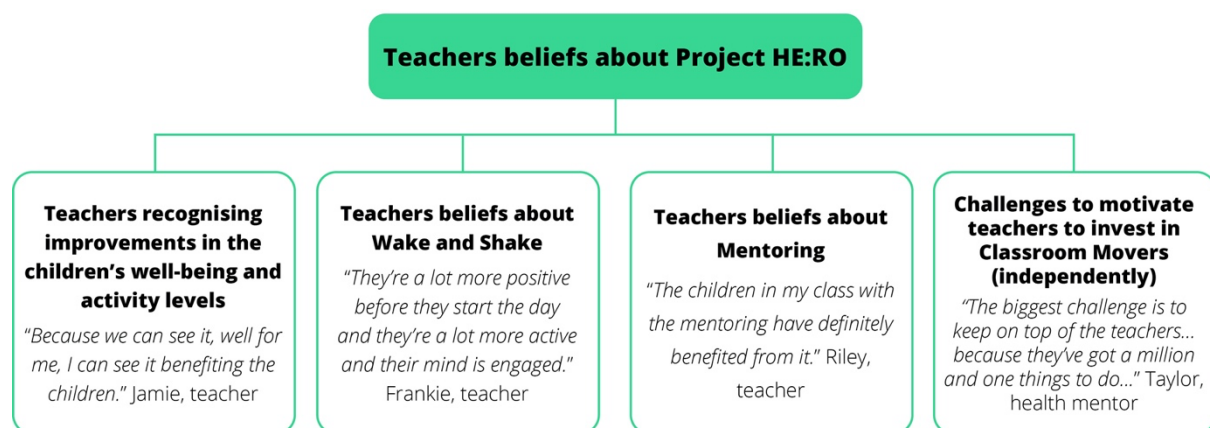 Teachers beliefs about Project HE:RO
Teachers recognising
improvements in the
children’s well-being and
activity levels
“Because we can see it, well for
me, I can see it benefiting the
children.” Jamie, teacher
Teachers beliefs about
Wake and Shake
“They’re a lot more positive
before they start the day
and they’re a lot more active
and their mind is engaged.”
Frankie, teacher
Teachers beliefs about
Mentoring
“The children in my class with
the mentoring have definitely
benefited from it.” Riley,
teacher
Challenges to motivate
teachers to invest in
Classroom Movers
(independently)
“The biggest challenge is to
keep on top of the teachers...
because they’ve got a million
and one things to do...” Taylor,
health mentor